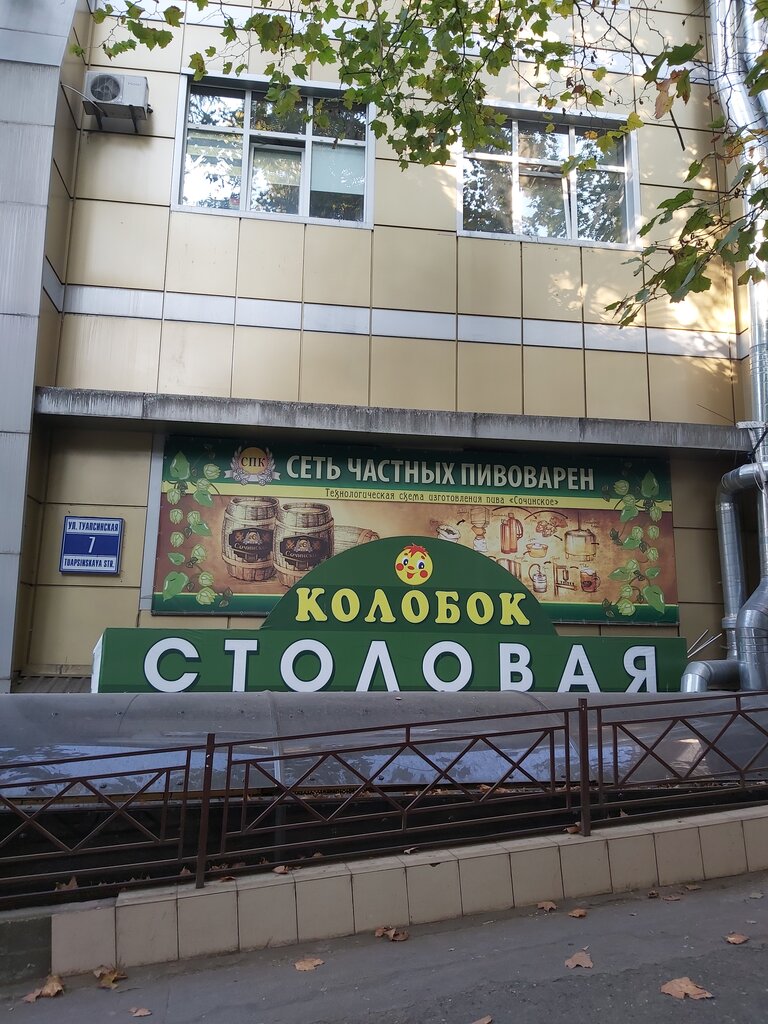 СПК
СЕТЬ ЧАСТНЫХ ПИВОВАРЕН
Технологическая схема изготовления пива «Сочинское»
УЛ. ТУАПСИНСКАЯ
7
TUAPSINSKAYA STR.
КОЛОБОК
СТОЛОВАЯ